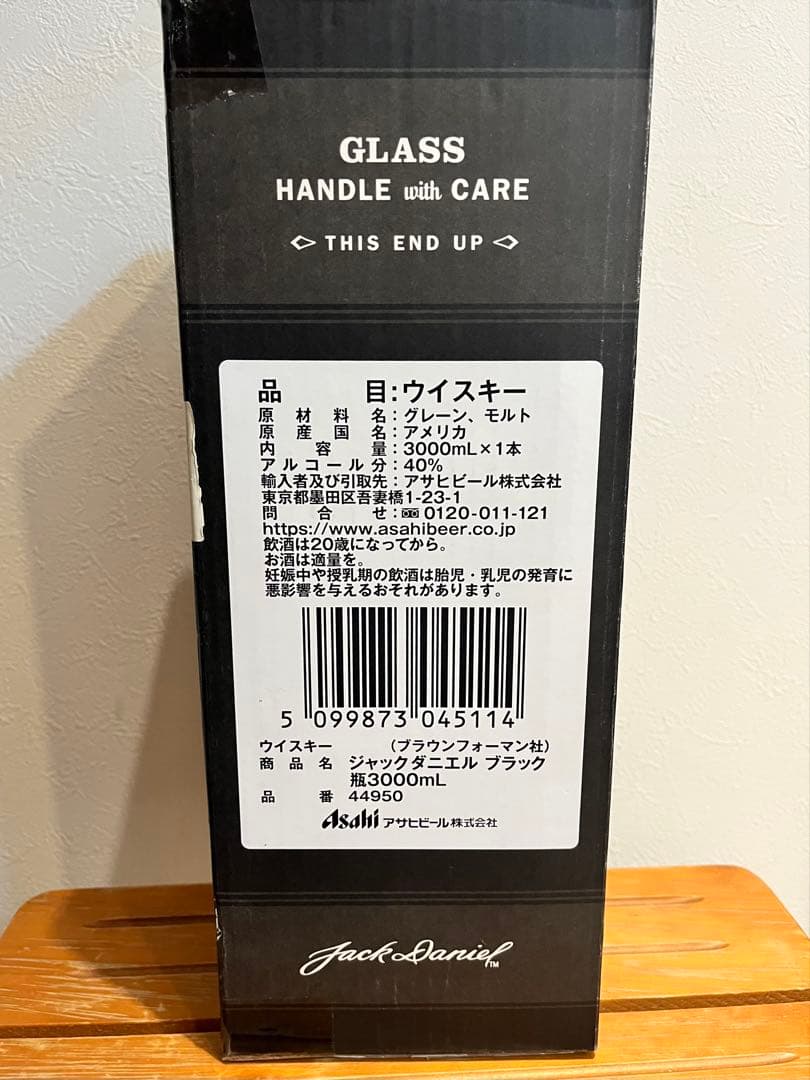 GLASS
HANDLE with CARE
THIS END UP
品 目:ウイスキー
原材料名:グレーン、モルト
原産国名:アメリカ
内容量:3000mL×1本
アルコール分:40%
輸入者及び引取先:アサヒビール株式会社
東京都墨田区吾妻橋1-23-1
問合せ:0120-011-121
https://www.asahibeer.co.jp
飲酒は20歳になってから。
お酒は適量を。
妊娠中や授乳期の飲酒は胎児・乳児の発育に
悪影響を与えるおそれがあります。
5 099873 045114
ウイスキー (ブラウンフォーマン社)
商品名 ジャックダニエル ブラック
瓶3000mL
品番 44950
Asahi アサヒビール株式会社
Jack Daniel TM